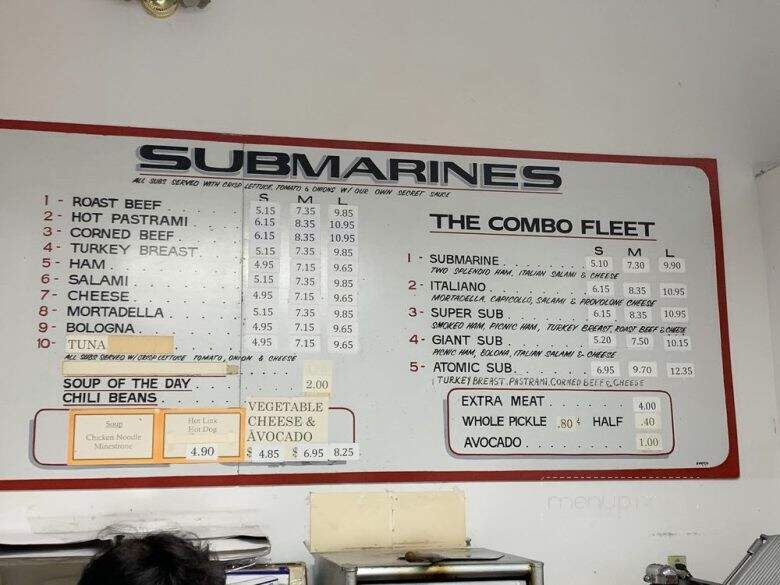 SUBMARINES
ALL SUBS SERVED WITH CRISP LETTUCE, TOMATO & ONIONS W/ OUR OWN SECRET SAUCE
S M L
1 - ROAST BEEF 5.15 7.35 9.85
2 - HOT PASTRAMI 6.15 8.35 10.95
3 - CORNED BEEF 6.15 8.35 10.95
4 - TURKEY BREAST 5.15 7.35 9.85
5 - HAM 4.95 7.15 9.65
6 - SALAMI 5.15 7.35 9.85
7 - CHEESE 4.95 7.15 9.65
8 - MORTADELLA 5.15 7.35 9.85
9 - BOLOGNA 4.95 7.15 9.65
10- TUNA 4.95 7.15 9.65
ALL SUBS SERVED W/ CRISP LETTUCE TOMATO, ONION & CHEESE
SOUP OF THE DAY 2.00
CHILI BEANS
Soup
Chicken Noodle
Minestrone
Hot Link
Hot Dog
4.90
VEGETABLE
CHEESE &
AVOCADO
$ 4.85 $ 6.95 8.25
THE COMBO FLEET
S M L
1 - SUBMARINE 5.10 7.30 9.90
TWO SPLENDID HAM, ITALIAN SALAMI & CHEESE
2 - ITALIANO 6.15 8.35 10.95
MORTADELLA, CAPICOLLO, SALAMI & PROVOLONE CHEESE
3 - SUPER SUB 6.15 8.35 10.95
SMOKED HAM, PICNIC HAM, TURKEY BREAST, ROAST BEEF & CHEESE
4 - GIANT SUB 5.20 7.50 10.15
PICNIC HAM, BOLONA, ITALIAN SALAMI & CHEESE
5 - ATOMIC SUB 6.95 9.70 12.35
(TURKEY BREAST, PASTRAMI, CORNED BEEF & CHEESE
EXTRA MEAT 4.00
WHOLE PICKLE .80¢ HALF .40
AVOCADO 1.00